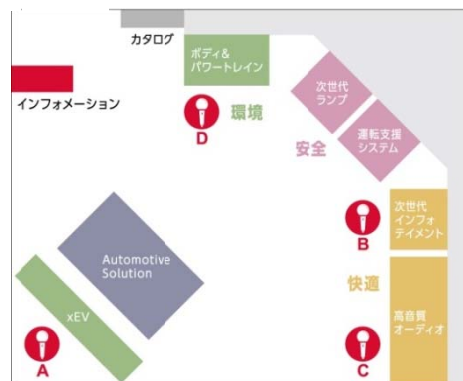 カタログ
インフォメーション
ボディ&
パワートレイン
D
環境
次世代
ランプ
安全
運転支援
システム
B
次世代
インフォ
テイメント
快適
Automotive
Solution
xEV
A
C
高音質
オーディオ